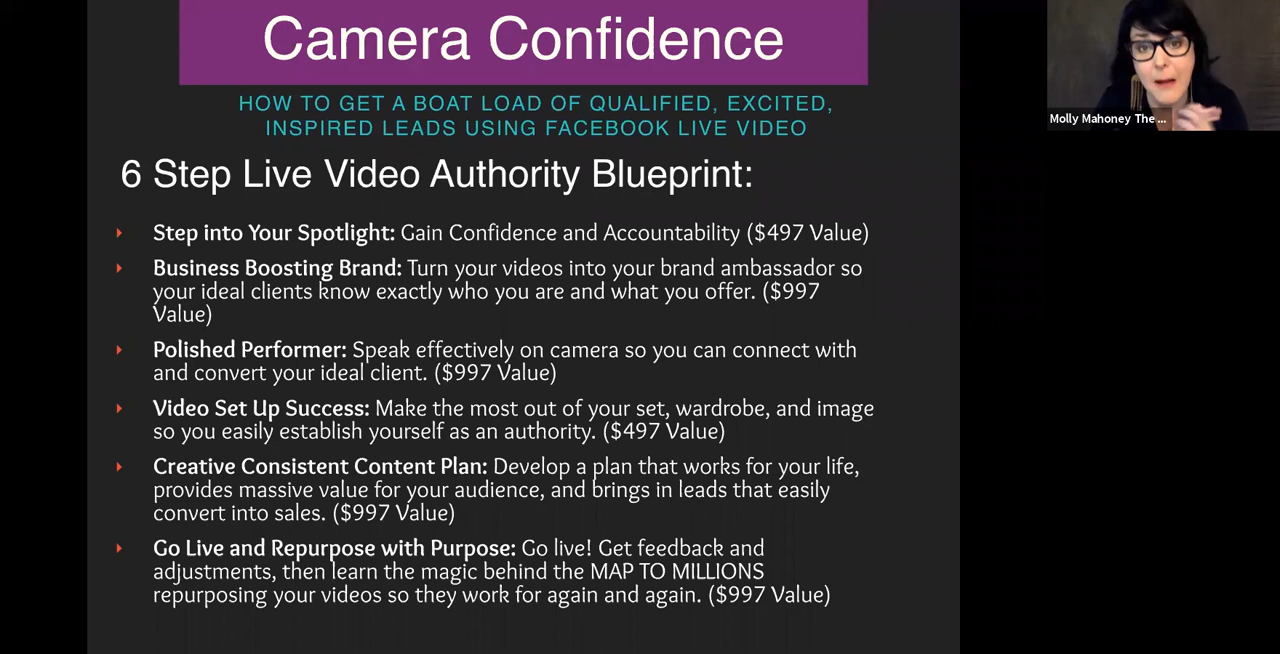 Camera Confidence
HOW TO GET A BOAT LOAD OF QUALIFIED, EXCITED,
INSPIRED LEADS USING FACEBOOK LIVE VIDEO
6 Step Live Video Authority Blueprint:
Step into Your Spotlight: Gain Confidence and Accountability ($497 Value)
Business Boosting Brand: Turn your videos into your brand ambassador so
your ideal clients know exactly who you are and what you offer. ($997
Value)
Polished Performer: Speak effectively on camera so you can connect with
and convert your ideal client. ($997 Value)
Video Set Up Success: Make the most out of your set, wardrobe, and image
so you easily establish yourself as an authority. ($497 Value)
Creative Consistent Content Plan: Develop a plan that works for your life,
provides massive value for your audience, and brings in leads that easily
convert into sales. ($997 Value)
Go Live and Repurpose with Purpose: Go live! Get feedback and
adjustments, then learn the magic behind the MAP TO MILLIONS
repurposing your videos so they work for again and again. ($997 Value)
Molly Mahoney The ...